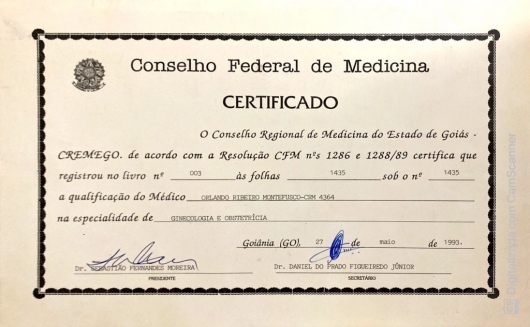 Conselho Federal de Medicina
CERTIFICADO
O Conselho Regional de Medicina do Estado de Goiás -
CREMEGO. de acordo com a Resolução CFM nºs 1286 e 1288/89 certifica que
registrou no livro nº 003 às folhas 1435 sob o nº 1435
a qualificação do Médico ORLANDO RIBEIRO MONTEFUSCO-CRM 4364
na especialidade de GINECOLOGIA E OBSTETRÍCIA
Goiânia (GO), 27 de maio de 1993.
Dr. SEBASTIÃO FERNANDES MOREIRA
PRESIDENTE
Dr. DANIEL DO PRADO FIGUEIREDO JÚNIOR
SECRETÁRIO
CamScanner